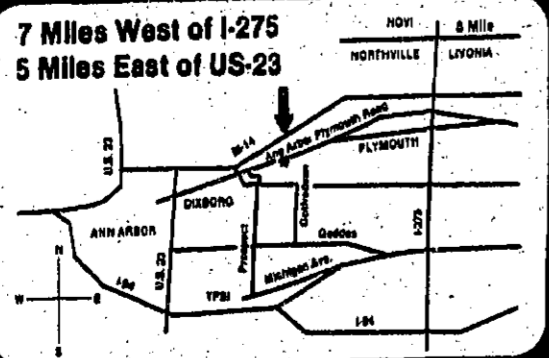 7 Miles West of I-275
5 Miles East of US-23
NOVI
8 Mile
NORTHVILLE
LIVONIA
M-14
Ann Arbor Plymouth Road
PLYMOUTH
U.S. 23
DIXBORO
Gotfredson
I-275
ANN ARBOR
Prospect
Geddes
N
W
E
S
I-94
U.S. 23
Michigan Ave.
YPSI
I-94